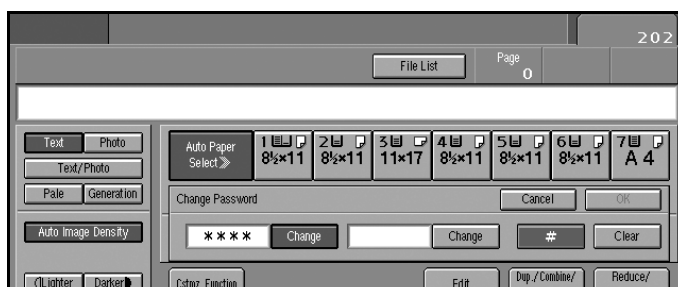 202
File List
Page
0
Text Photo
Text/Photo
Pale Generation
Auto Image Density
◁Lighter Darker▶
Auto Paper
Select≫
1 8½×11
2 8½×11
3 11×17
4 8½×11
5 8½×11
6 8½×11
7 A 4
Change Password
Cancel OK
**** Change Change # Clear
Cstmz. Function
Edit
Dup./Combine/
Reduce/